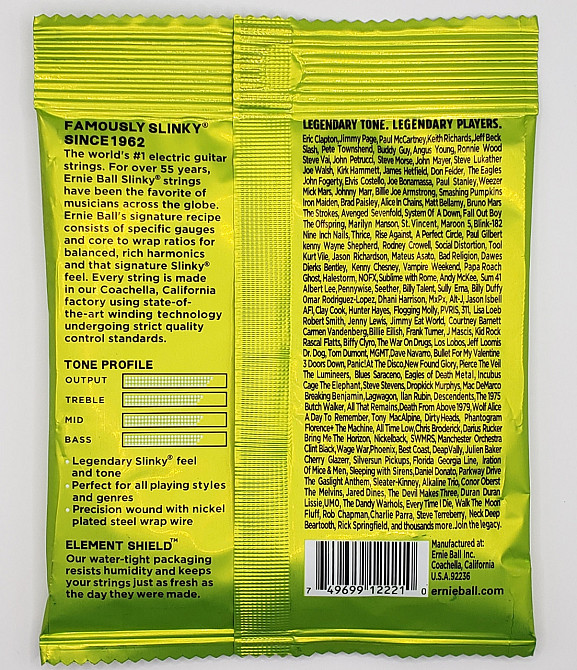 FAMOUSLY SLINKY®
SINCE 1962
The world's #1 electric guitar
strings. For over 55 years,
Ernie Ball Slinky® strings
have been the favorite of
musicians across the globe.
Ernie Ball's signature recipe
consists of specific gauges
and core to wrap ratios for
balanced, rich harmonics
and that signature Slinky®
feel. Every string is made
in our Coachella, California
factory using state-of-
the-art winding technology
undergoing strict quality
control standards.
TONE PROFILE
OUTPUT
TREBLE
MID
BASS
• Legendary Slinky® feel
and tone
• Perfect for all playing styles
and genres
• Precision wound with nickel
plated steel wrap wire
ELEMENT SHIELD™
Our water-tight packaging
resists humidity and keeps
your strings just as fresh as
the day they were made.
LEGENDARY TONE. LEGENDARY PLAYERS.
Eric Clapton, Jimmy Page, Paul McCartney, Keith Richards, Jeff Beck
Slash, Pete Townshend, Buddy Guy, Angus Young, Ronnie Wood
Steve Vai, John Petrucci, Steve Morse, John Mayer, Steve Lukather
Joe Walsh, Kirk Hammett, James Hetfield, Don Felder, The Eagles
John Fogerty, Elvis Costello, Joe Bonamassa, Paul Stanley, Weezer
Mick Mars, Johnny Marr, Billie Joe Armstrong, Smashing Pumpkins
Iron Maiden, Brad Paisley, Alice In Chains, Matt Bellamy, Bruno Mars
The Strokes, Avenged Sevenfold, System Of A Down, Fall Out Boy
The Offspring, Marilyn Manson, St. Vincent, Maroon 5, Blink-182
Nine Inch Nails, Thrice, Rise Against, A Perfect Circle, Paul Gilbert
kenny Wayne Shepherd, Rodney Crowell, Social Distortion, Tool
Kurt Vile, Jason Richardson, Mateus Asato, Bad Religion, Dawes
Dierks Bentley, Kenny Chesney, Vampire Weekend, Papa Roach
Ghost, Halestorm, NOFX, Sublime with Rome, Andy McKee, Sum 41
Albert Lee, Pennywise, Seether, Billy Talent, Sully Erna, Billy Duffy
Omar Rodriguez-Lopez, Dhani Harrison, MxPx, Alt-J, Jason Isbell
AFI, Clay Cook, Hunter Hayes, Flogging Molly, PVRIS, 311, Lisa Loeb
Robert Smith, Jenny Lewis, Jimmy Eat World, Courtney Barnett
Carmen Vandenberg, Billie Eilish, Frank Turner, J Mascis, Kid Rock
Rascal Flatts, Biffy Clyro, The War On Drugs, Los Lobos, Jeff Loomis
Dr. Dog, Tom Dumont, MGMT, Dave Navarro, Bullet For My Valentine
3 Doors Down, Panic! At The Disco, New Found Glory, Pierce The Veil
The Lumineers, Blues Saraceno, Eagles of Death Metal, Incubus
Cage The Elephant, Steve Stevens, Dropkick Murphys, Mac DeMarco
Breaking Benjamin, Lagwagon, Ilan Rubin, Descendents, The 1975
Butch Walker, All That Remains, Death From Above 1979, Wolf Alice
A Day To Remember, Tony MacAlpine, Dirty Heads, Phantogram
Florence+ The Machine, All Time Low, Chris Broderick, Darius Rucker
Bring Me The Horizon, Nickelback, SWMRS, Manchester Orchestra
Clint Black, Wage War, Phoenix, Best Coast, Deap Vally, Julien Baker
Cherry Glazerr, Silversun Pickups, Florida Georgia Line, Iration
Of Mice & Men, Sleeping with Sirens, Daniel Donato, Parkway Drive
The Gaslight Anthem, Sleater-Kinney, Alkaline Trio, Conor Oberst
The Melvins, Jared Dines, The Devil Makes Three, Duran Duran
Lissie, UMO, The Dandy Warhols, Every Time I Die, Walk The Moon
Fluff, Rob Chapman, Charlie Parra, Steve Terreberry, Neck Deep
Beartooth, Rick Springfield, and thousands more. Join the legacy.
7 49699 12221 0
Manufactured at:
Ernie Ball Inc.
Coachella, California
U.S.A. 92236
ernieball.com